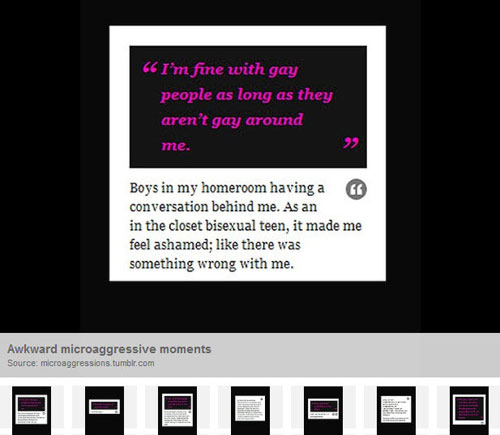 “ I'm fine with gay
people as long as they
aren't gay around
me. ”
Boys in my homeroom having a
conversation behind me. As an
in the closet bisexual teen, it made me
feel ashamed; like there was
something wrong with me.
Awkward microaggressive moments
Source: microaggressions.tumblr.com